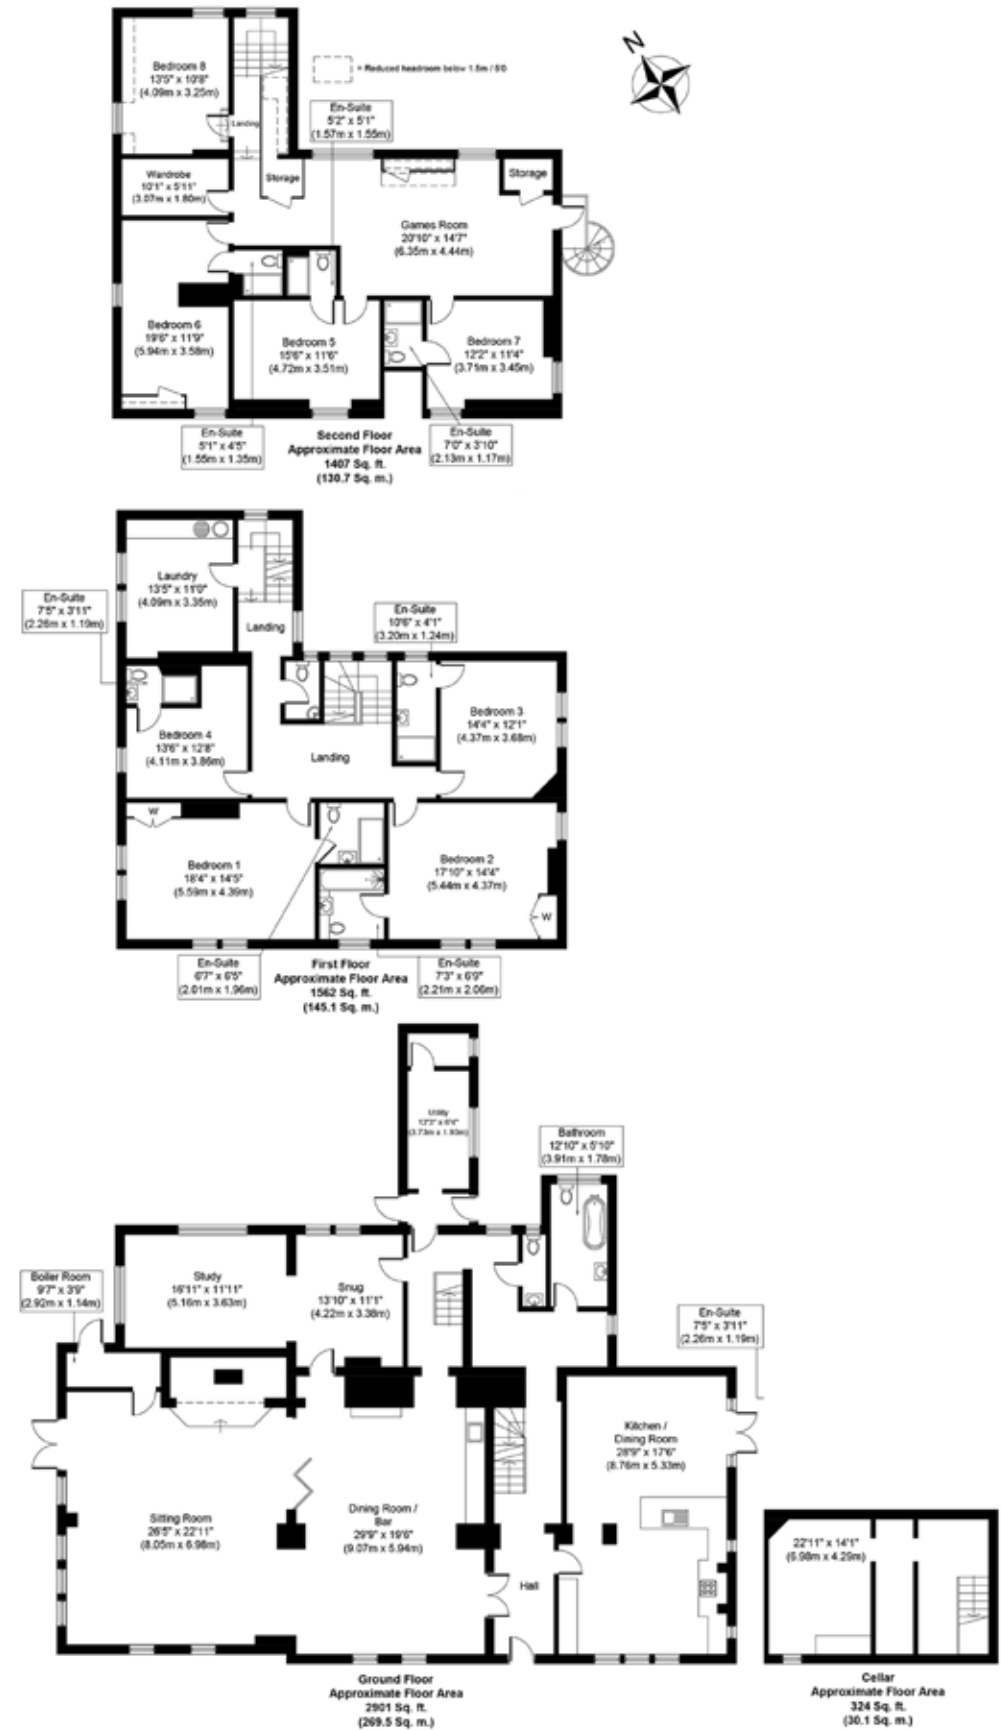 N
= Reduced headroom below 1.5m / 5'0
Bedroom 8
13'5" x 10'8"
(4.09m x 3.25m)
Landing
En-Suite
5'2" x 5'1"
(1.57m x 1.55m)
Wardrobe
10'1" x 5'11"
(3.07m x 1.80m)
Storage
Storage
Games Room
20'10" x 14'7"
(6.35m x 4.44m)
Bedroom 6
19'6" x 11'9"
(5.94m x 3.58m)
Bedroom 5
15'6" x 11'6"
(4.72m x 3.51m)
Bedroom 7
12'2" x 11'4"
(3.71m x 3.45m)
En-Suite
5'1" x 4'5"
(1.55m x 1.35m)
Second Floor
Approximate Floor Area
1407 Sq. ft.
(130.7 Sq. m.)
En-Suite
7'0" x 3'10"
(2.13m x 1.17m)
Laundry
13'5" x 11'0"
(4.09m x 3.35m)
En-Suite
7'5" x 3'11"
(2.26m x 1.19m)
Landing
En-Suite
10'6" x 4'1"
(3.20m x 1.24m)
Bedroom 4
13'6" x 12'8"
(4.11m x 3.86m)
Bedroom 3
14'4" x 12'1"
(4.37m x 3.68m)
Landing
W
Bedroom 1
18'4" x 14'5"
(5.59m x 4.39m)
Bedroom 2
17'10" x 14'4"
(5.44m x 4.37m)
W
En-Suite
6'7" x 6'5"
(2.01m x 1.96m)
First Floor
Approximate Floor Area
1562 Sq. ft.
(145.1 Sq. m.)
En-Suite
7'3" x 6'9"
(2.21m x 2.06m)
Utility
12'3" x 6'4"
(3.73m x 1.93m)
Bathroom
12'10" x 5'10"
(3.91m x 1.78m)
Boiler Room
9'7" x 3'9"
(2.92m x 1.14m)
Study
16'11" x 11'11"
(5.16m x 3.63m)
Snug
13'10" x 11'1"
(4.22m x 3.38m)
En-Suite
7'5" x 3'11"
(2.26m x 1.19m)
Kitchen /
Dining Room
28'9" x 17'6"
(8.76m x 5.33m)
Sitting Room
26'5" x 22'11"
(8.05m x 6.98m)
Dining Room /
Bar
29'9" x 19'6"
(9.07m x 5.94m)
Hall
22'11" x 14'1"
(6.98m x 4.29m)
Ground Floor
Approximate Floor Area
2901 Sq. ft.
(269.5 Sq. m.)
Cellar
Approximate Floor Area
324 Sq. ft.
(30.1 Sq. m.)